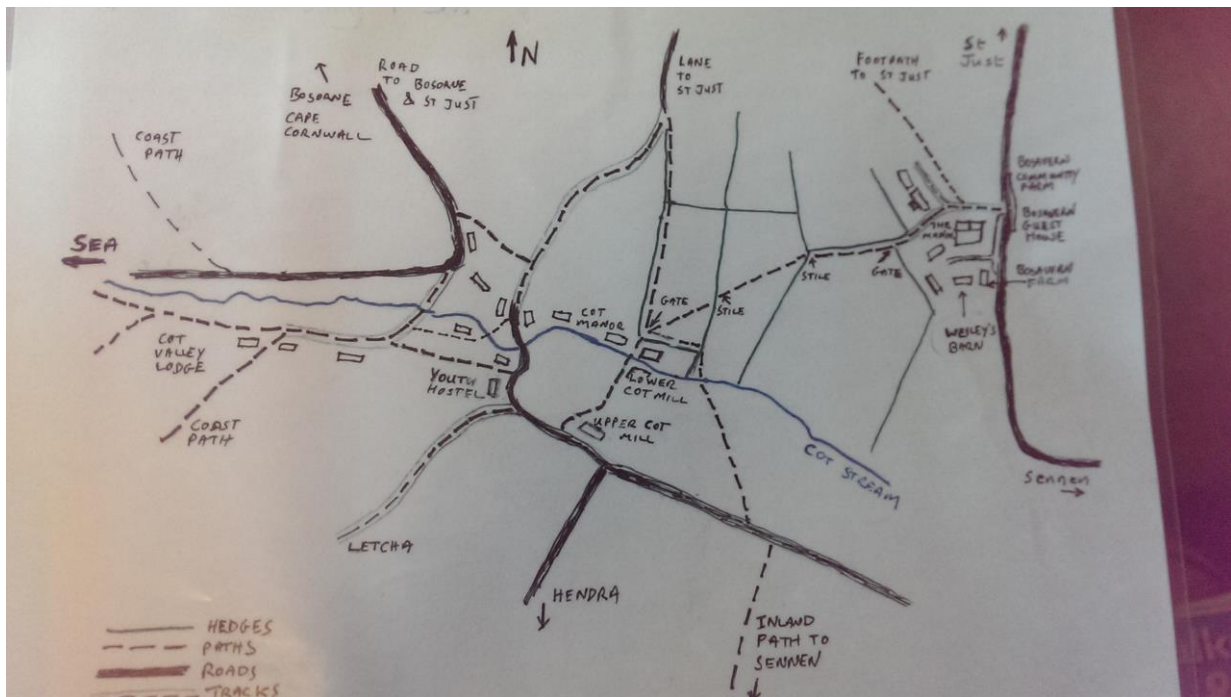 N
ROAD
TO BOSORNE
& ST JUST
BOSORNE
CAPE
CORNWALL
COAST
PATH
SEA
LANE
TO
ST JUST
FOOTPATH
TO ST JUST
St
Just
BOSAVERN
COMMUNITY
FARM
BOSAVERN
GUEST
HOUSE
THE
MANOR
BOSAVERN
FARM
GATE
STILE
WESLEY'S
BARN
STILE
GATE
COT
MANOR
COT
VALLEY
LODGE
YOUTH
HOSTEL
LOWER
COT MILL
UPPER COT
MILL
COAST
PATH
COT STREAM
Sennen
LETCHA
HENDRA
INLAND
PATH TO
SENNEN
HEDGES
PATHS
ROADS
TRACKS